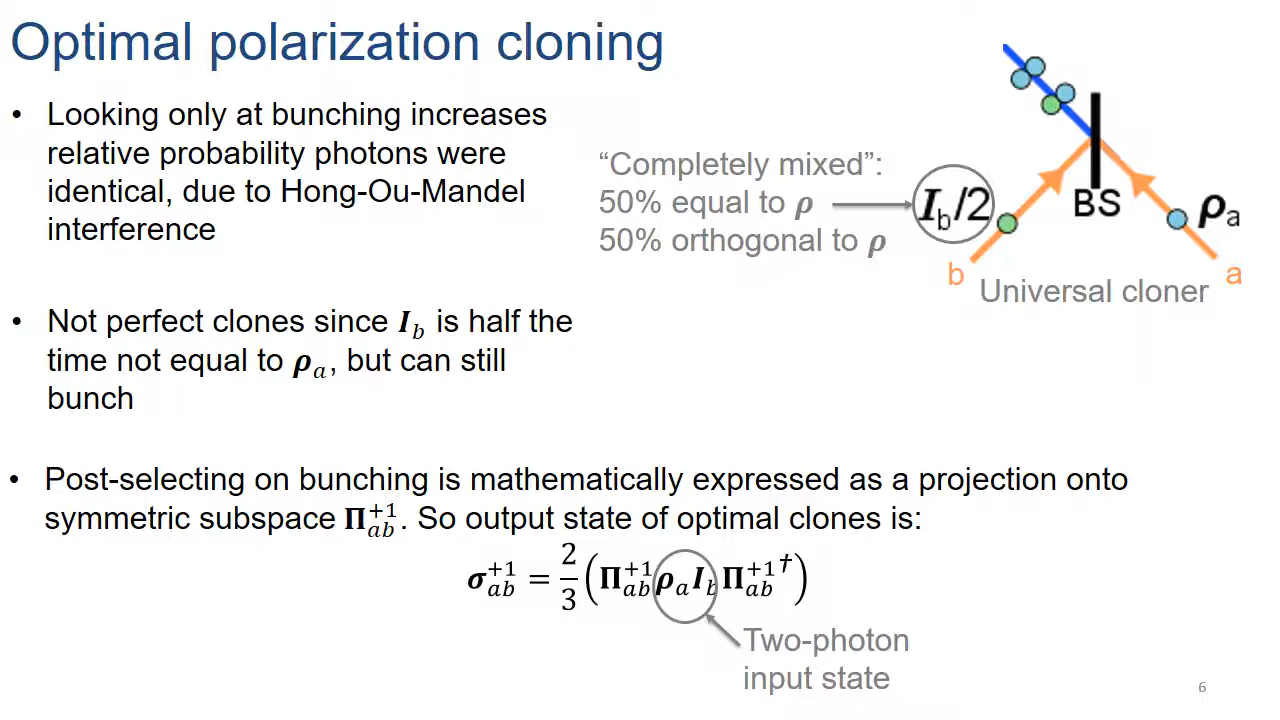 Optimal polarization cloning
• Looking only at bunching increases
relative probability photons were
identical, due to Hong-Ou-Mandel
interference
“Completely mixed”:
50% equal to ρ
50% orthogonal to ρ
I_b/2
BS
ρ_a
b
a
Universal cloner
• Not perfect clones since I_b is half the
time not equal to ρ_a, but can still
bunch
• Post-selecting on bunching is mathematically expressed as a projection onto
symmetric subspace Π_ab^+1. So output state of optimal clones is:
σ_ab^+1 = 2/3 (Π_ab^+1 ρ_a I_b Π_ab^+1†)
Two-photon
input state
6